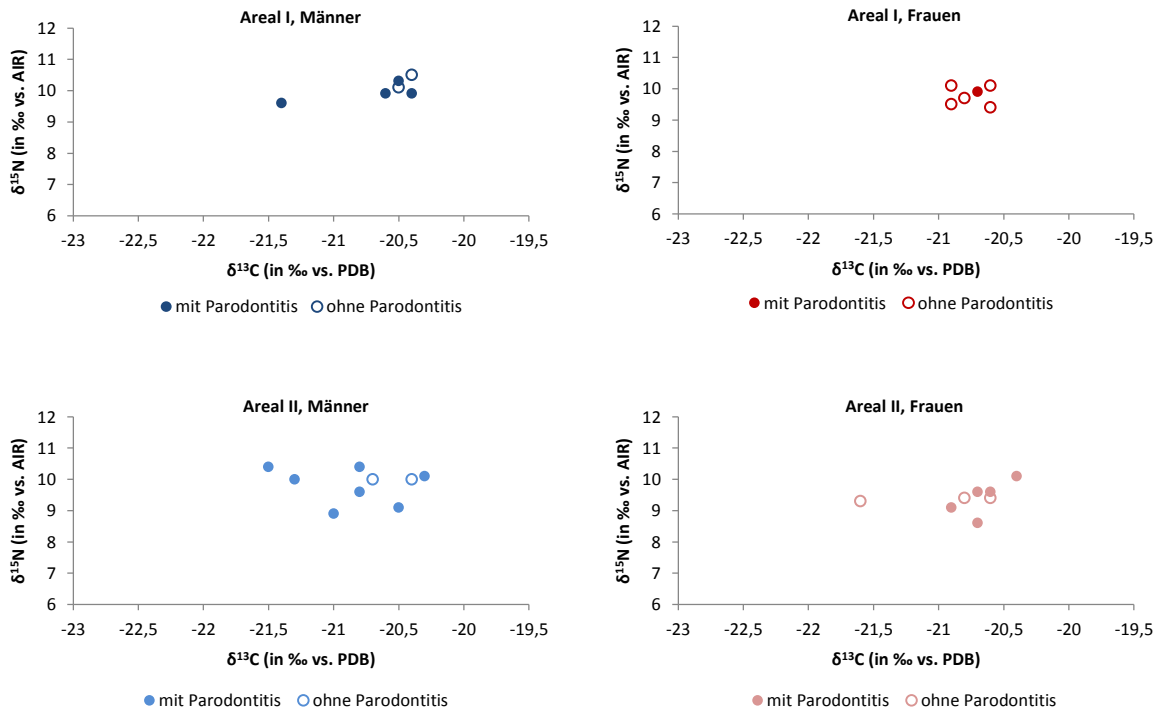 Areal I, Männer
12
11
10
9
8
7
6
δ¹⁵N (in ‰ vs. AIR)
-23 -22,5 -22 -21,5 -21 -20,5 -20 -19,5
δ¹³C (in ‰ vs. PDB)
mit Parodontitis ohne Parodontitis
Areal I, Frauen
12
11
10
9
8
7
6
δ¹⁵N (in ‰ vs. AIR)
-23 -22,5 -22 -21,5 -21 -20,5 -20 -19,5
δ¹³C (in ‰ vs. PDB)
mit Parodontitis ohne Parodontitis
Areal II, Männer
12
11
10
9
8
7
6
δ¹⁵N (in ‰ vs. AIR)
-23 -22,5 -22 -21,5 -21 -20,5 -20 -19,5
δ¹³C (in ‰ vs. PDB)
mit Parodontitis ohne Parodontitis
Areal II, Frauen
12
11
10
9
8
7
6
δ¹⁵N (in ‰ vs. AIR)
-23 -22,5 -22 -21,5 -21 -20,5 -20 -19,5
δ¹³C (in ‰ vs. PDB)
mit Parodontitis ohne Parodontitis